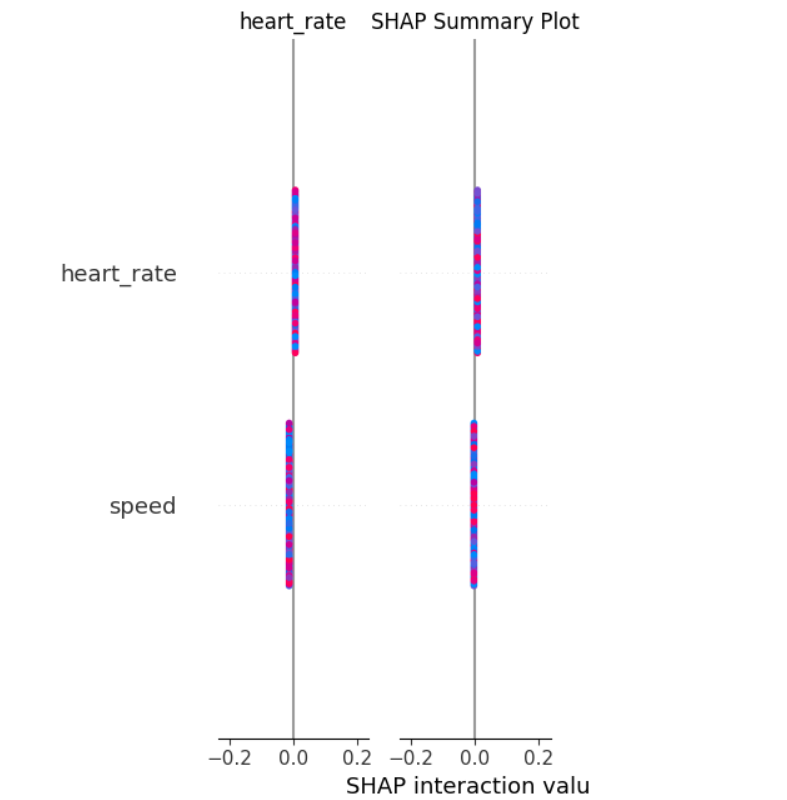 heart_rate SHAP Summary Plot
heart_rate
speed
−0.2 0.0 0.2 −0.2 0.0 0.2
SHAP interaction valu